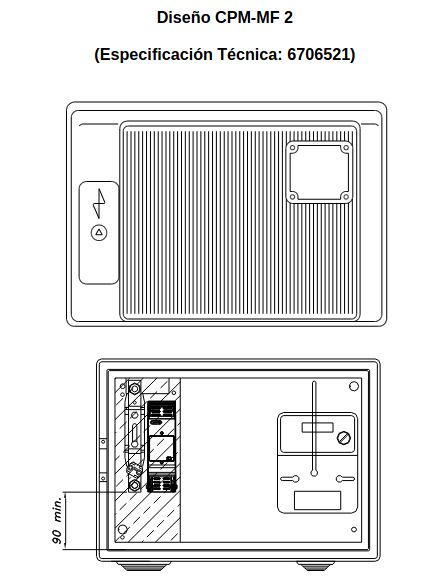 Diseño CPM-MF 2
(Especificación Técnica: 6706521)
90 min.